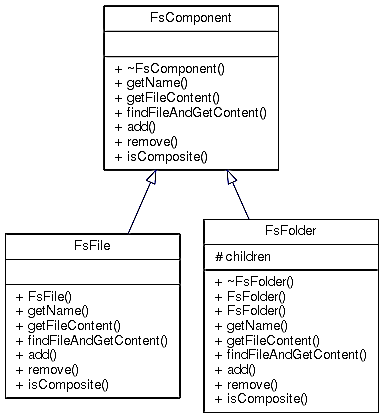 FsComponent
+ ~FsComponent()
+ getName()
+ getFileContent()
+ findFileAndGetContent()
+ add()
+ remove()
+ isComposite()
FsFile
+ FsFile()
+ getName()
+ getFileContent()
+ findFileAndGetContent()
+ add()
+ remove()
+ isComposite()
FsFolder
# children
+ ~FsFolder()
+ FsFolder()
+ FsFolder()
+ getName()
+ getFileContent()
+ findFileAndGetContent()
+ add()
+ remove()
+ isComposite()